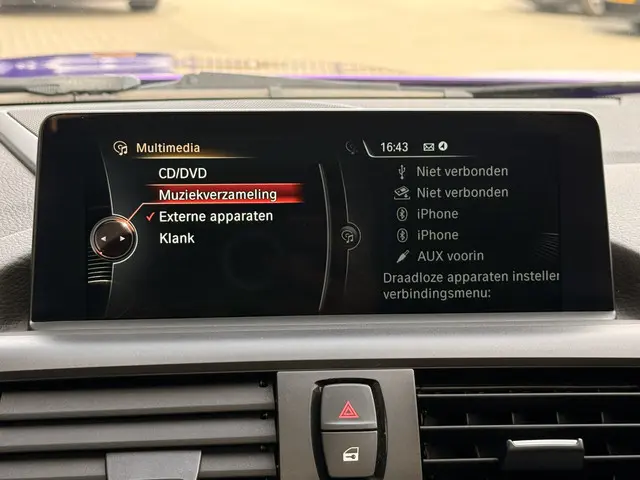 Multimedia
CD/DVD
Muziekverzameling
Externe apparaten
Klank
16:43
Niet verbonden
Niet verbonden
iPhone
iPhone
AUX voorin
Draadloze apparaten
verbindingsmenu: